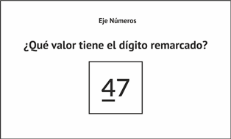 Eje Números
¿Qué valor tiene el dígito remarcado?
47